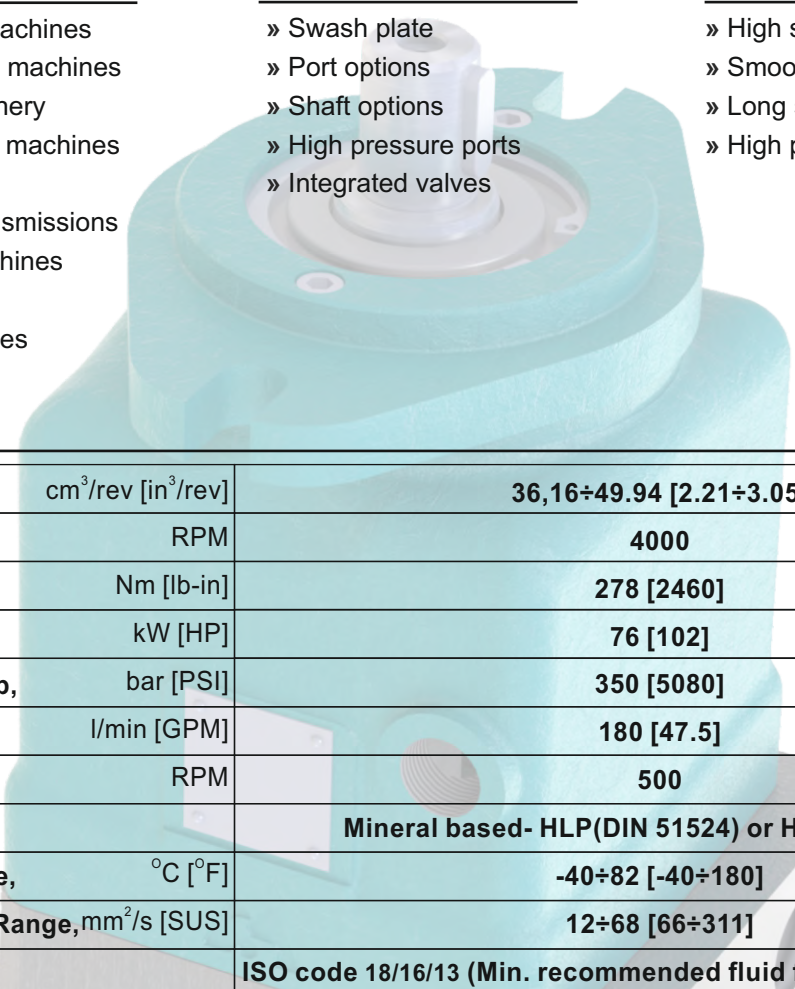 achines
machines
nery
machines
smissions
hines
es
» Swash plate
» Port options
» Shaft options
» High pressure ports
» Integrated valves
» High s
» Smoo
» Long
» High p
cm³/rev [in³/rev] 36,16÷49.94 [2.21÷3.05
RPM 4000
Nm [lb-in] 278 [2460]
kW [HP] 76 [102]
p, bar [PSI] 350 [5080]
l/min [GPM] 180 [47.5]
RPM 500
Mineral based- HLP(DIN 51524) or H
e, °C [°F] -40÷82 [-40÷180]
Range, mm²/s [SUS] 12÷68 [66÷311]
ISO code 18/16/13 (Min. recommended fluid